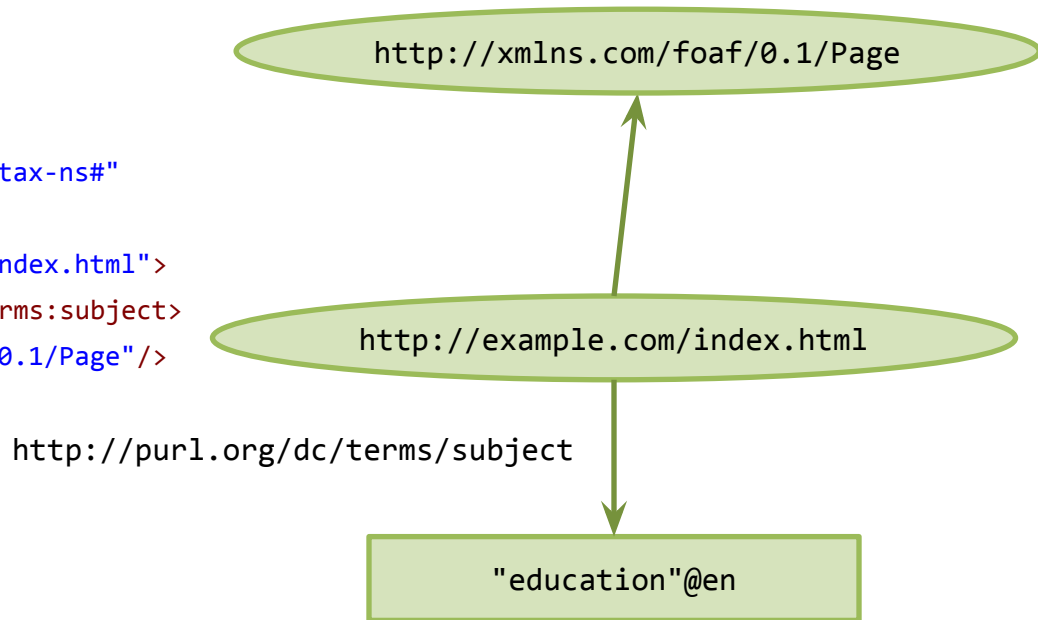 http://xmlns.com/foaf/0.1/Page
tax-ns#"
ndex.html">
rms:subject>
http://example.com/index.html
0.1/Page"/>
http://purl.org/dc/terms/subject
"education"@en